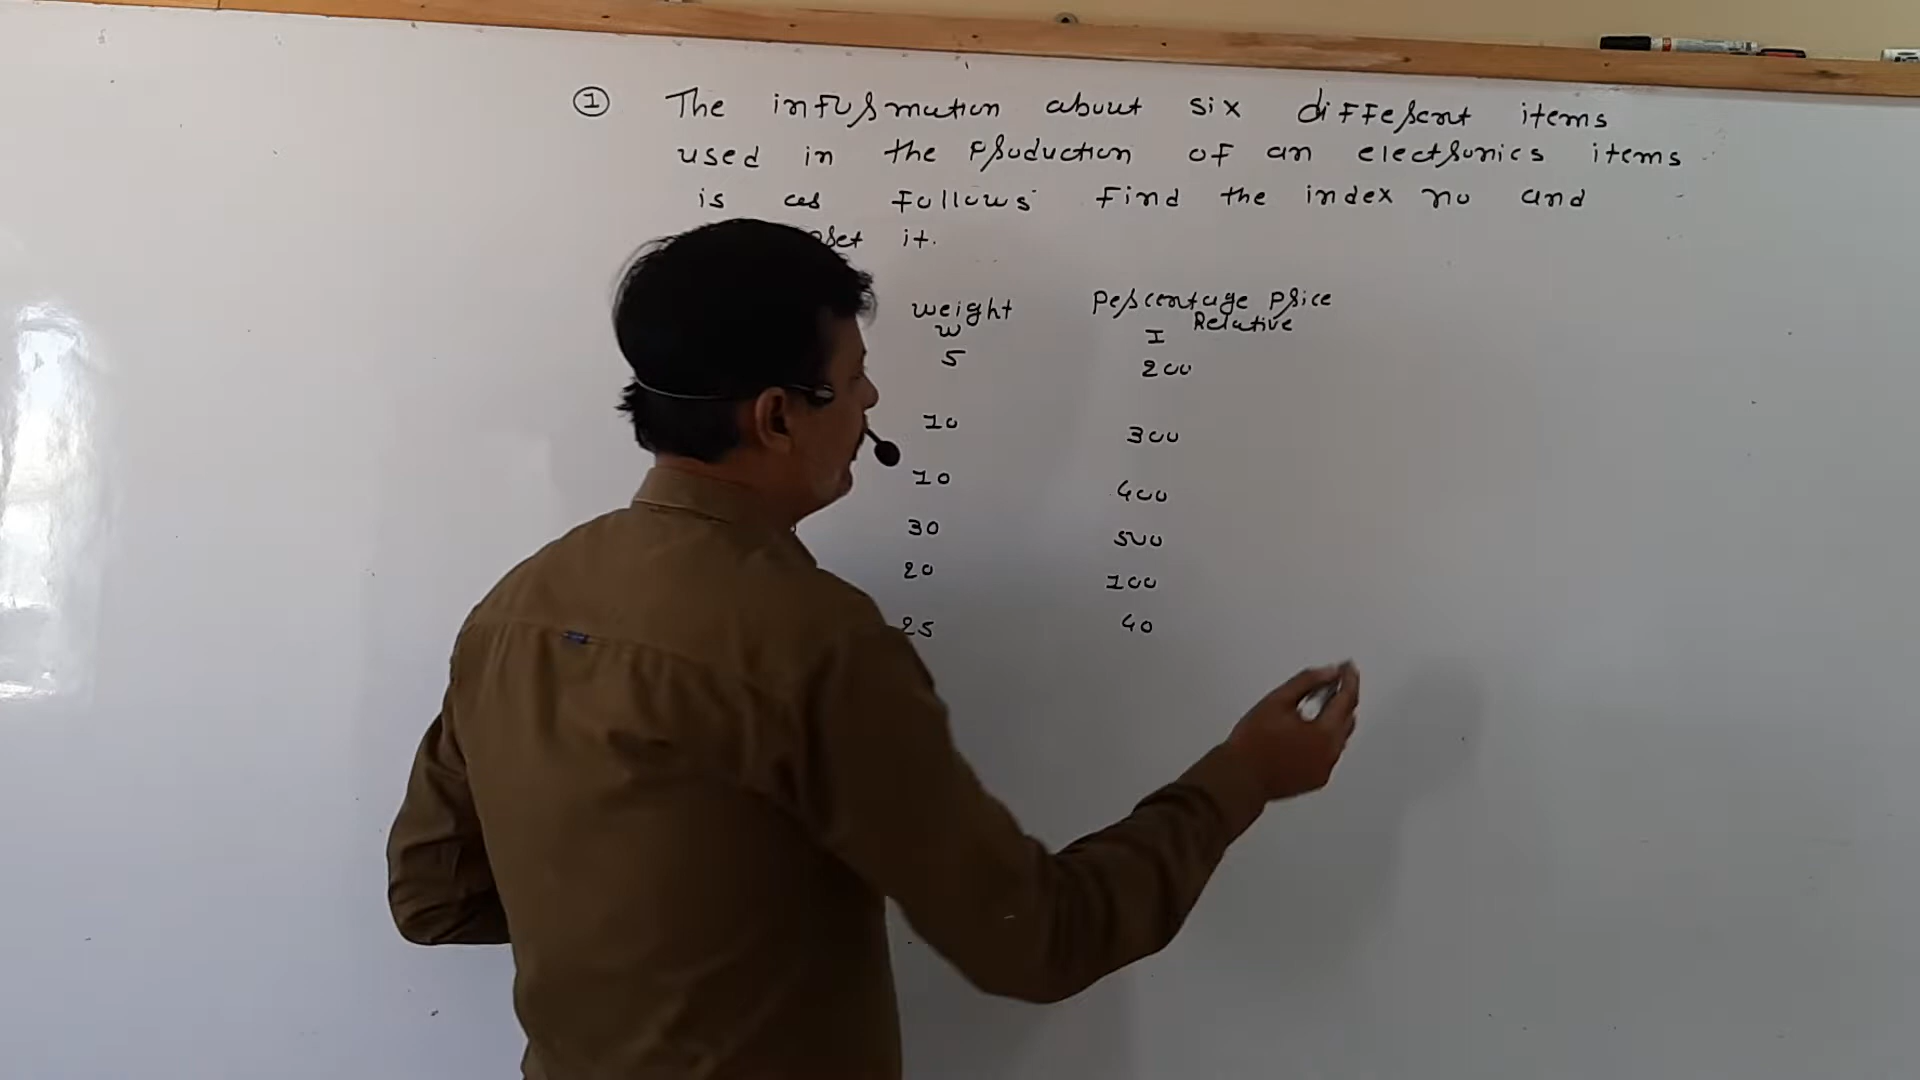 ① The information about six different items
used in the production of an electronics items
is as follows Find the index no and
it.
weight Percentage Price
Relative
W I
5 200
10 300
10 400
30 500
20 100
25 40